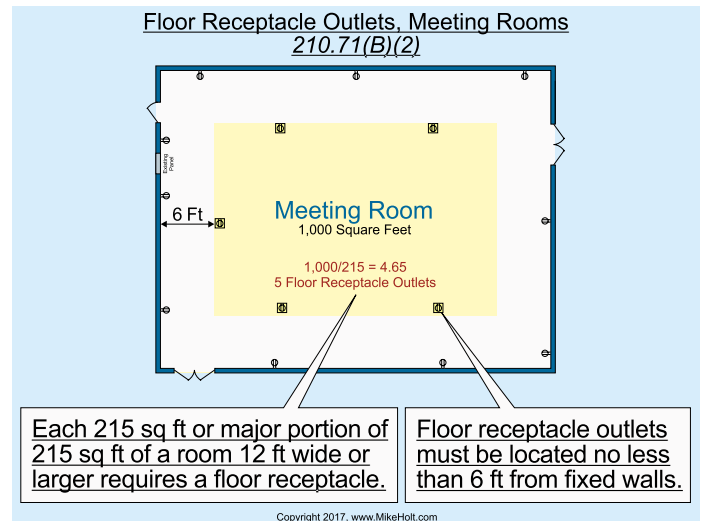 Floor Receptacle Outlets, Meeting Rooms
210.71(B)(2)
Existing
Panel
6 Ft
Meeting Room
1,000 Square Feet
1,000/215 = 4.65
5 Floor Receptacle Outlets
Each 215 sq ft or major portion of
215 sq ft of a room 12 ft wide or
larger requires a floor receptacle.
Floor receptacle outlets
must be located no less
than 6 ft from fixed walls.
Copyright 2017, www.MikeHolt.com